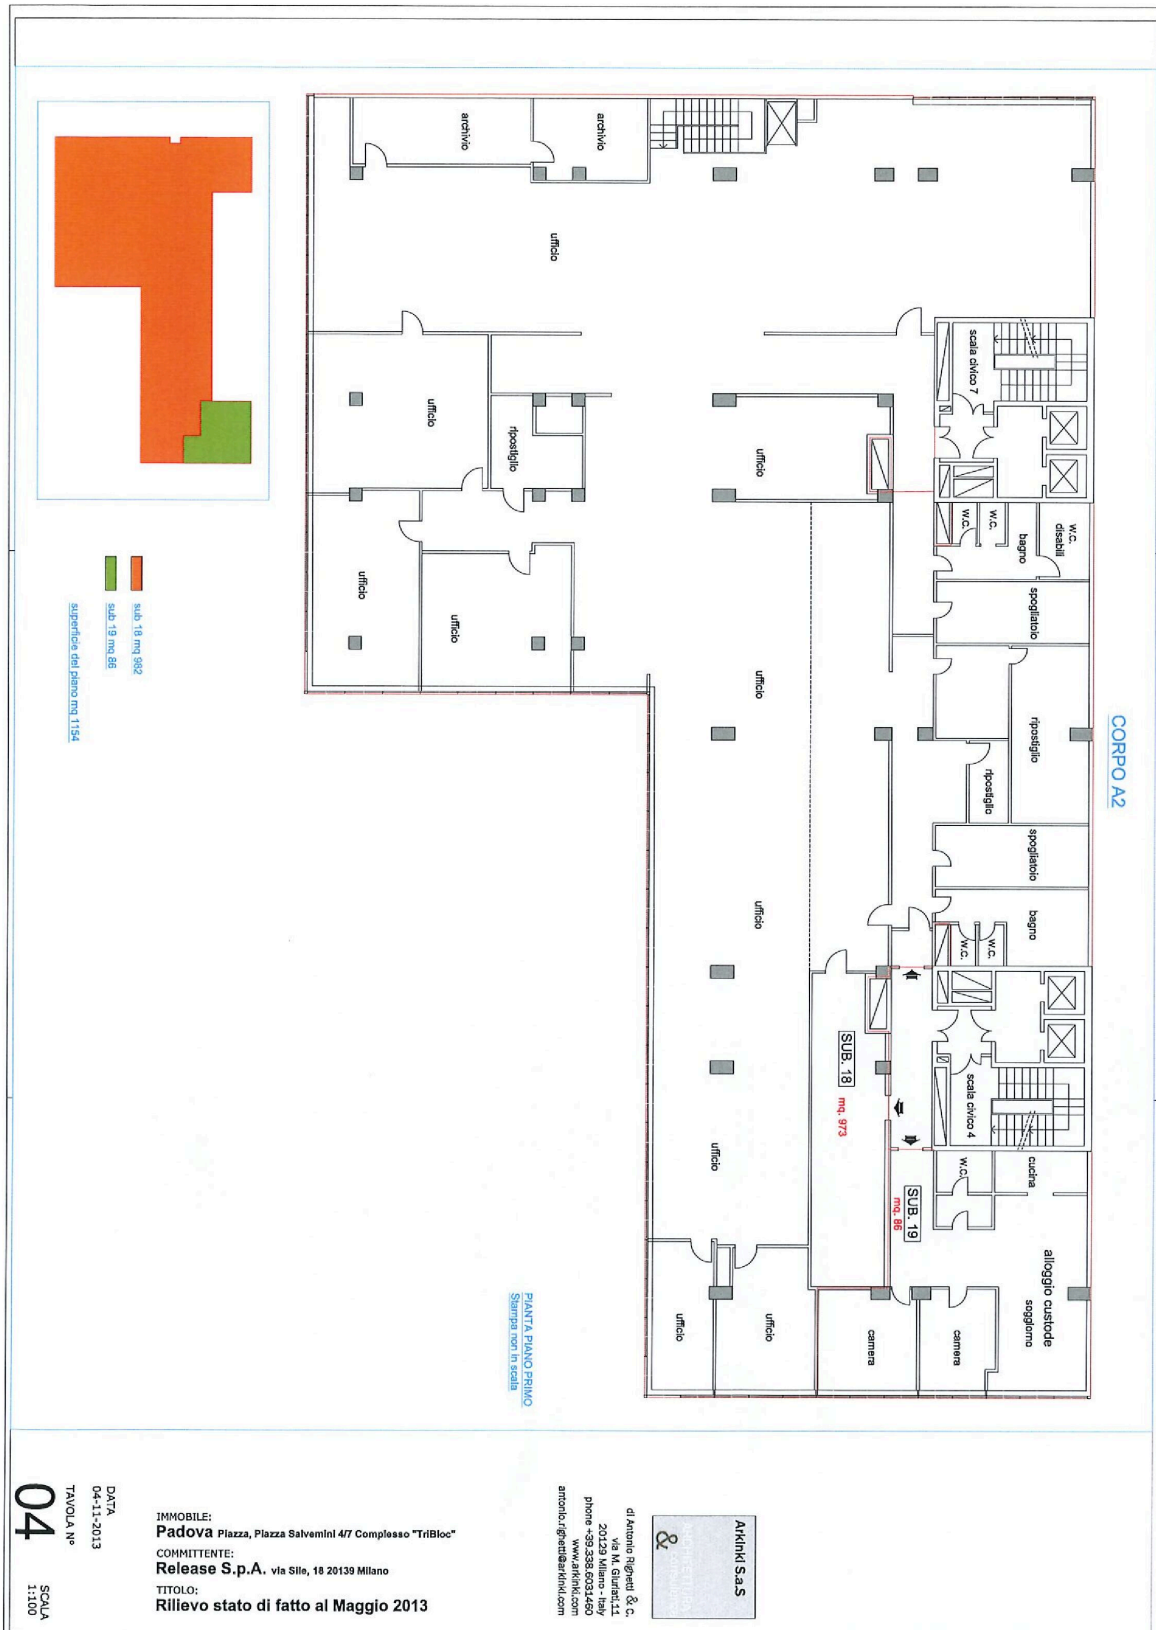 CORPO A2
archivio
archivio
ufficio
scala civico 7
ufficio
ripostiglio
ufficio
w.c.
w.c.
bagno
w.c.
disabili
spogliatoio
ufficio
ufficio
ufficio
ripostiglio
ripostiglio
spogliatoio
ufficio
bagno
w.c.
w.c.
SUB. 18
mq. 973
scala civico 4
ufficio
w.c.
cucina
SUB. 19
mq. 86
alloggio custode
soggiorno
ufficio
ufficio
camera
camera
sub 18 mq 982
sub 19 mq 86
superficie del piano mq 1154
PIANTA PIANO PRIMO
Stampa non in scala
Arkinki S.a.S
&
di Antonio Righetti & C.
via M. Giuriati,11
20129 Milano - Italy
phone +39.338.6031460
www.arkinki.com
antonio.righetti@arkinki.com
IMMOBILE:
Padova Piazza, Piazza Salvemini 4/7 Complesso "TriBloc"
COMMITTENTE:
Release S.p.A. via Sile, 18 20139 Milano
TITOLO:
Rilievo stato di fatto al Maggio 2013
DATA
04-11-2013
TAVOLA N°
04
SCALA
1:100